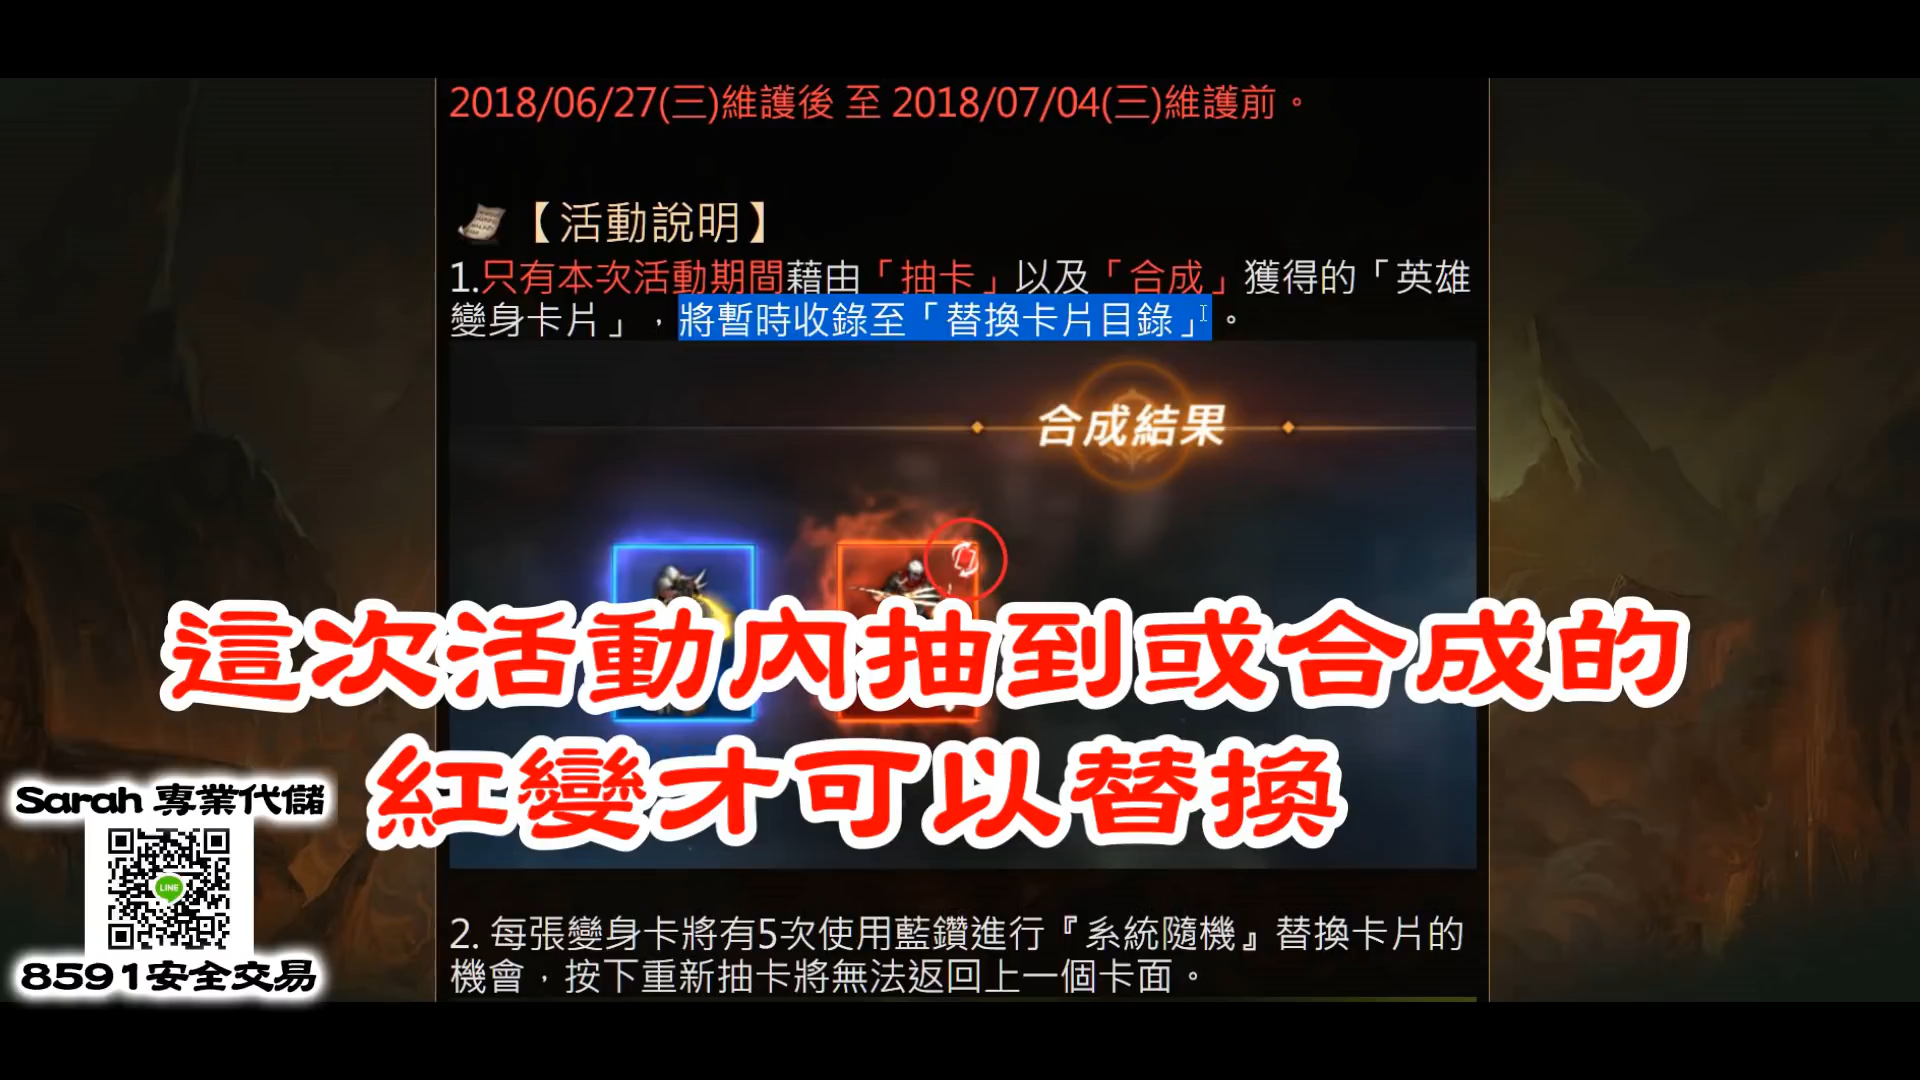 2018/06/27(三)維護後 至 2018/07/04(三)維護前。
【活動說明】
1.只有本次活動期間藉由「抽卡」以及「合成」獲得的「英雄
變身卡片」，將暫時收錄至「替換卡片目錄」。
合成結果
這次活動內抽到或合成的
紅變才可以替換
Sarah 專業代儲
LINE
8591安全交易
2. 每張變身卡將有5次使用藍鑽進行『系統隨機』替換卡片的
機會，按下重新抽卡將無法返回上一個卡面。